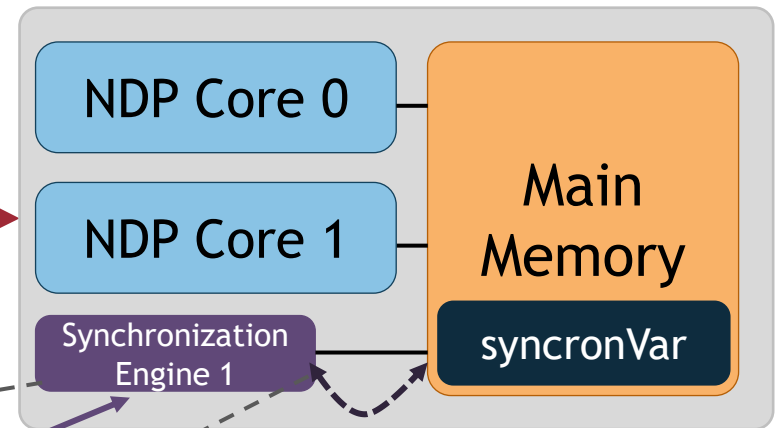 NDP Core 0
NDP Core 1
Main
Memory
Synchronization
Engine 1
syncronVar